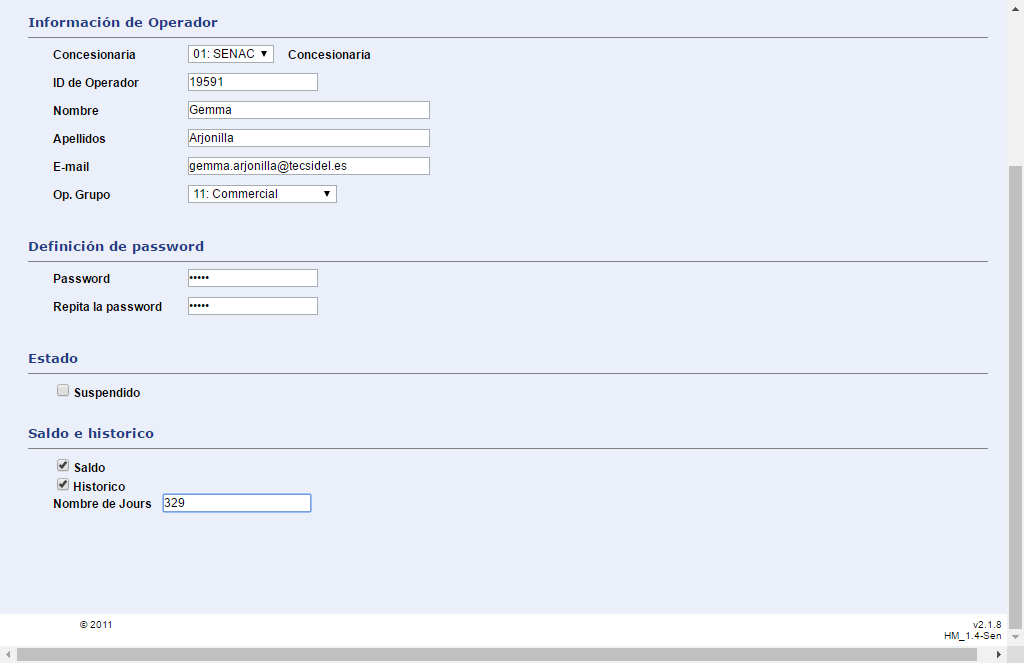 Información de Operador
Concesionaria 01: SENAC Concesionaria
ID de Operador 19591
Nombre Gemma
Apellidos Arjonilla
E-mail gemma.arjonilla@tecsidel.es
Op. Grupo 11: Commercial
Definición de password
Password •••••
Repita la password •••••
Estado
Suspendido
Saldo e historico
Saldo
Historico
Nombre de Jours 329
© 2011 v2.1.8
HM_1.4-Sen